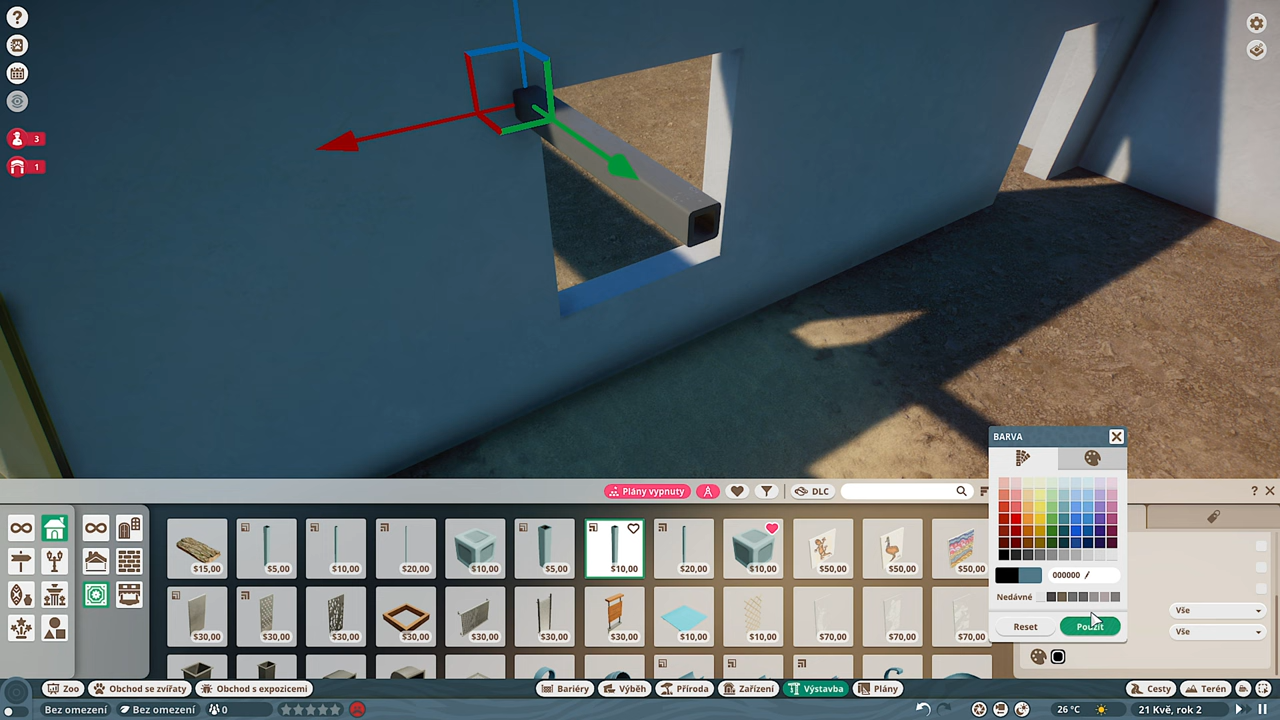 ?
3
1
BARVA
Plány vypnuty
DLC
? 
000000 /
Nedávné
Reset
Použít
Vše
Vše
$15,00
$5,00
$10,00
$20,00
$10,00
$5,00
$10,00
$20,00
$10,00
$50,00
$50,00
$50,00
$30,00
$30,00
$30,00
$30,00
$30,00
$30,00
$30,00
$10,00
$10,00
$70,00
$70,00
$70,00
Zoo
Obchod se zvířaty
Obchod s expozicemi
Bariéry
Výběh
Příroda
Zařízení
Výstavba
Plány
Cesty
Terén
Bez omezení
Bez omezení
0
26 °C
21 Kvě, rok 2